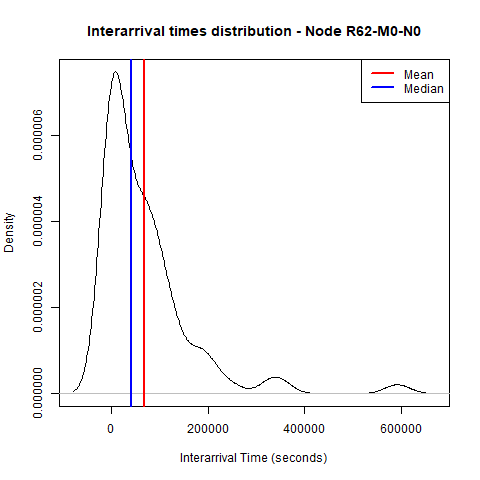 Interarrival times distribution - Node R62-M0-N0
Mean
Median
Density
0.000006
0.000004
0.000002
0.000000
0
200000
400000
600000
Interarrival Time (seconds)